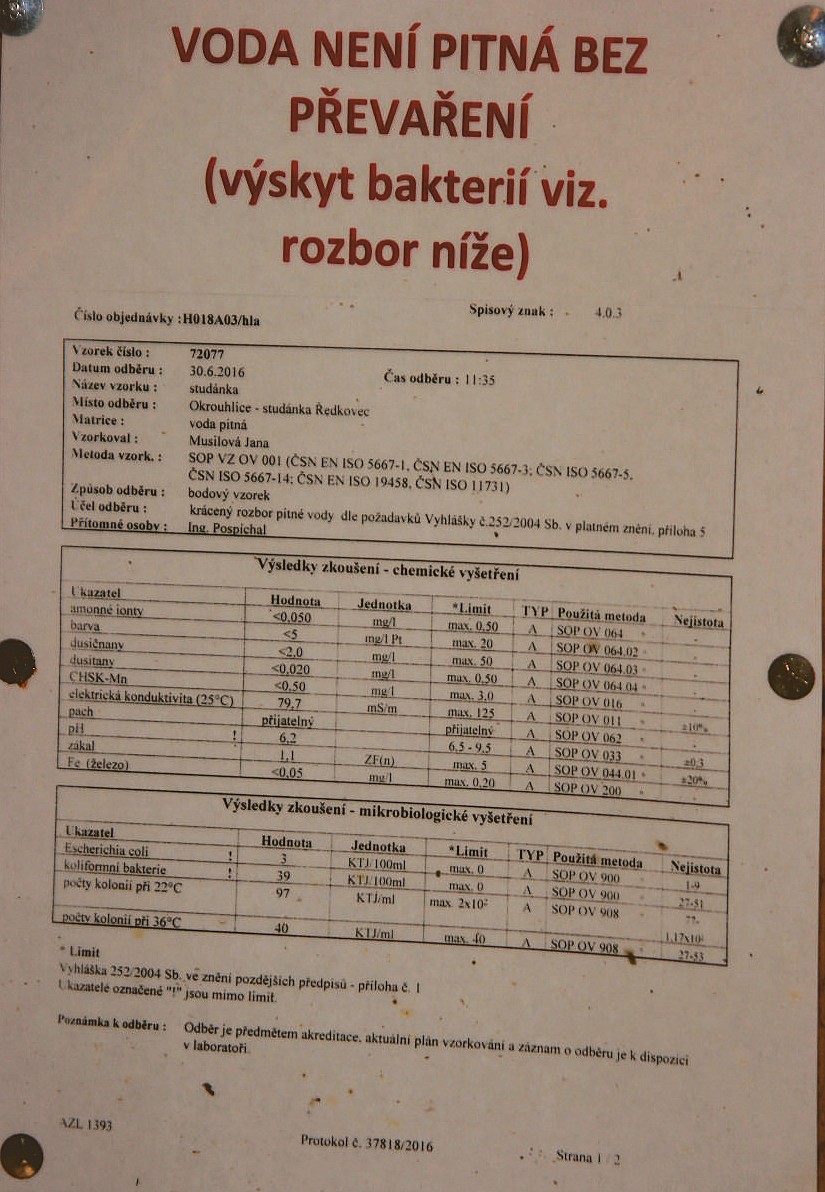 VODA NENÍ PITNÁ BEZ
PŘEVAŘENÍ
(výskyt bakterií viz.
rozbor níže)
Číslo objednávky : H018A03/hla Spisový znak : - 4.0.3
Vzorek číslo : 72077
Datum odběru : 30.6.2016 Čas odběru : 11:35
Název vzorku : studánka
Místo odběru : Okrouhlice - studánka Ředkovec
Matrice : voda pitná
Vzorkoval : Musilová Jana
Metoda vzork. : SOP VZ OV 001 (ČSN EN ISO 5667-1, ČSN EN ISO 5667-3; ČSN ISO 5667-5,
ČSN ISO 5667-14; ČSN EN ISO 19458, ČSN ISO 11731)
Způsob odběru : bodový vzorek
Účel odběru : krácený rozbor pitné vody dle požadavků Vyhlášky č.252/2004 Sb. v platném znění, příloha 5
Přítomné osoby : Ing. Pospíchal
Výsledky zkoušení - chemické vyšetření
Ukazatel Hodnota Jednotka *Limit TYP Použitá metoda Nejistota
amonné ionty <0,050 mg/l max. 0,50 A SOP OV 064 -
barva <5 mg/l Pt max. 20 A SOP OV 064.02 -
dusičnany <2,0 mg/l max. 50 A SOP OV 064.03 -
dusitany <0,020 mg/l max. 0,50 A SOP OV 064.04 -
CHSK-Mn <0,50 mg/l max. 3,0 A SOP OV 016 -
elektrická konduktivita (25°C) 79,7 mS/m max. 125 A SOP OV 011 ±10%
pach přijatelný přijatelný A SOP OV 062 -
pH ! 6,2 6,5 - 9,5 A SOP OV 033 ±0,3
zákal 1,1 ZF(n) max. 5 A SOP OV 044.01 ±20%
Fe (železo) <0,05 mg/l max. 0,20 A SOP OV 200 -
Výsledky zkoušení - mikrobiologické vyšetření
Ukazatel Hodnota Jednotka *Limit TYP Použitá metoda Nejistota
Escherichia coli ! 3 KTJ/100ml max. 0 A SOP OV 900 1-9
koliformní bakterie ! 39 KTJ/100ml max. 0 A SOP OV 900 27-51
počty kolonií při 22°C 97 KTJ/ml max. 2x10² A SOP OV 908 77-
1,17x10²
počty kolonií při 36°C 40 KTJ/ml max. 40 A SOP OV 908 27-53
* Limit
Vyhláška 252/2004 Sb. ve znění pozdějších předpisů - příloha č. 1
Ukazatele označené "!" jsou mimo limit.
Poznámka k odběru : Odběr je předmětem akreditace, aktuální plán vzorkování a záznam o odběru je k dispozici
v laboratoři.
AZL 1393
Protokol č. 37818/2016
Strana 1 / 2